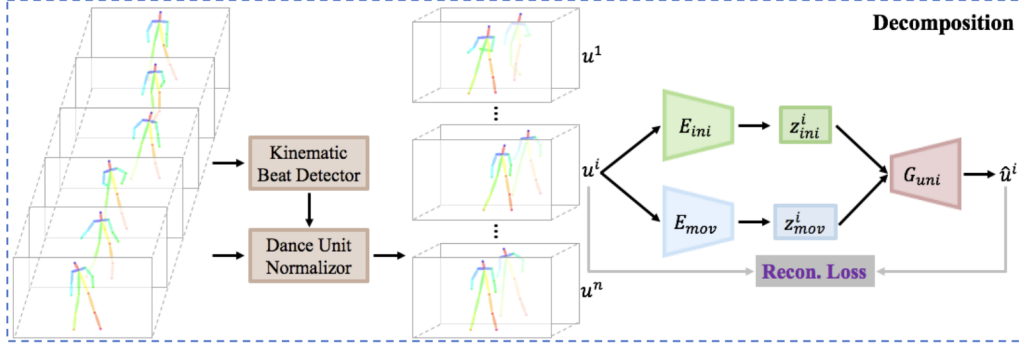 Decomposition
Kinematic
Beat Detector
Dance Unit
Normalizor
u^1
...
u^i
...
u^n
E_ini
z^i_ini
E_mov
z^i_mov
G_uni
û^i
Recon. Loss